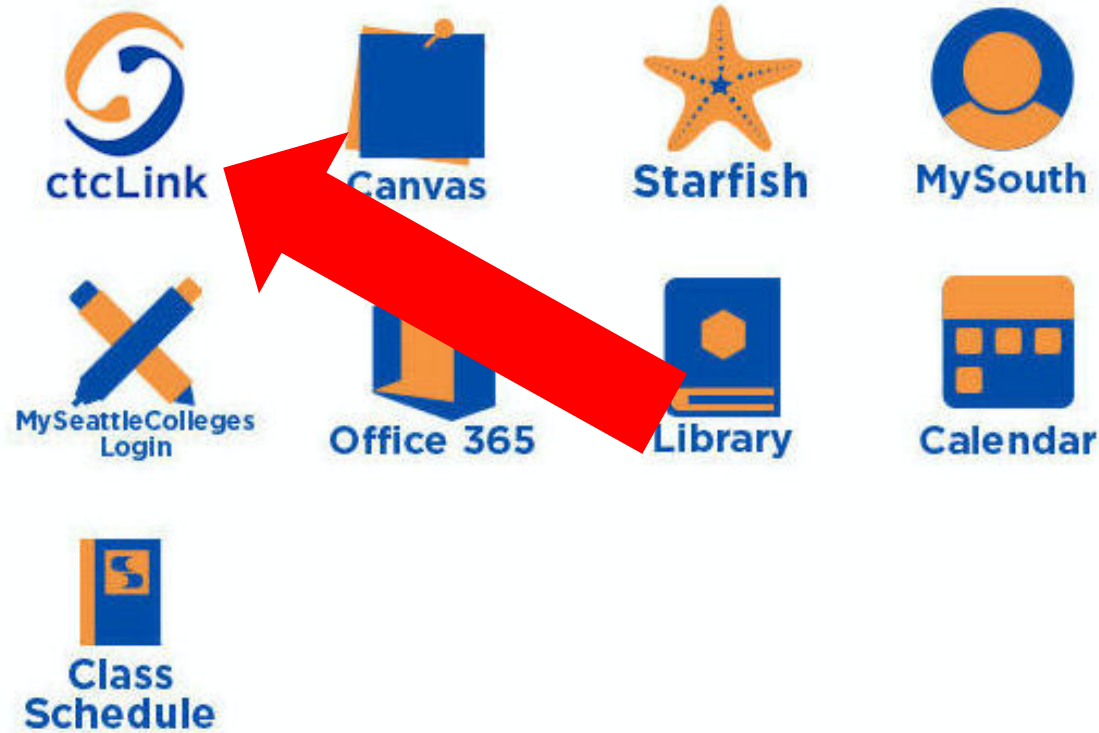 ctcLink
Canvas
Starfish
MySouth
MySeattleColleges
Login
Office 365
Library
Calendar
Class
Schedule